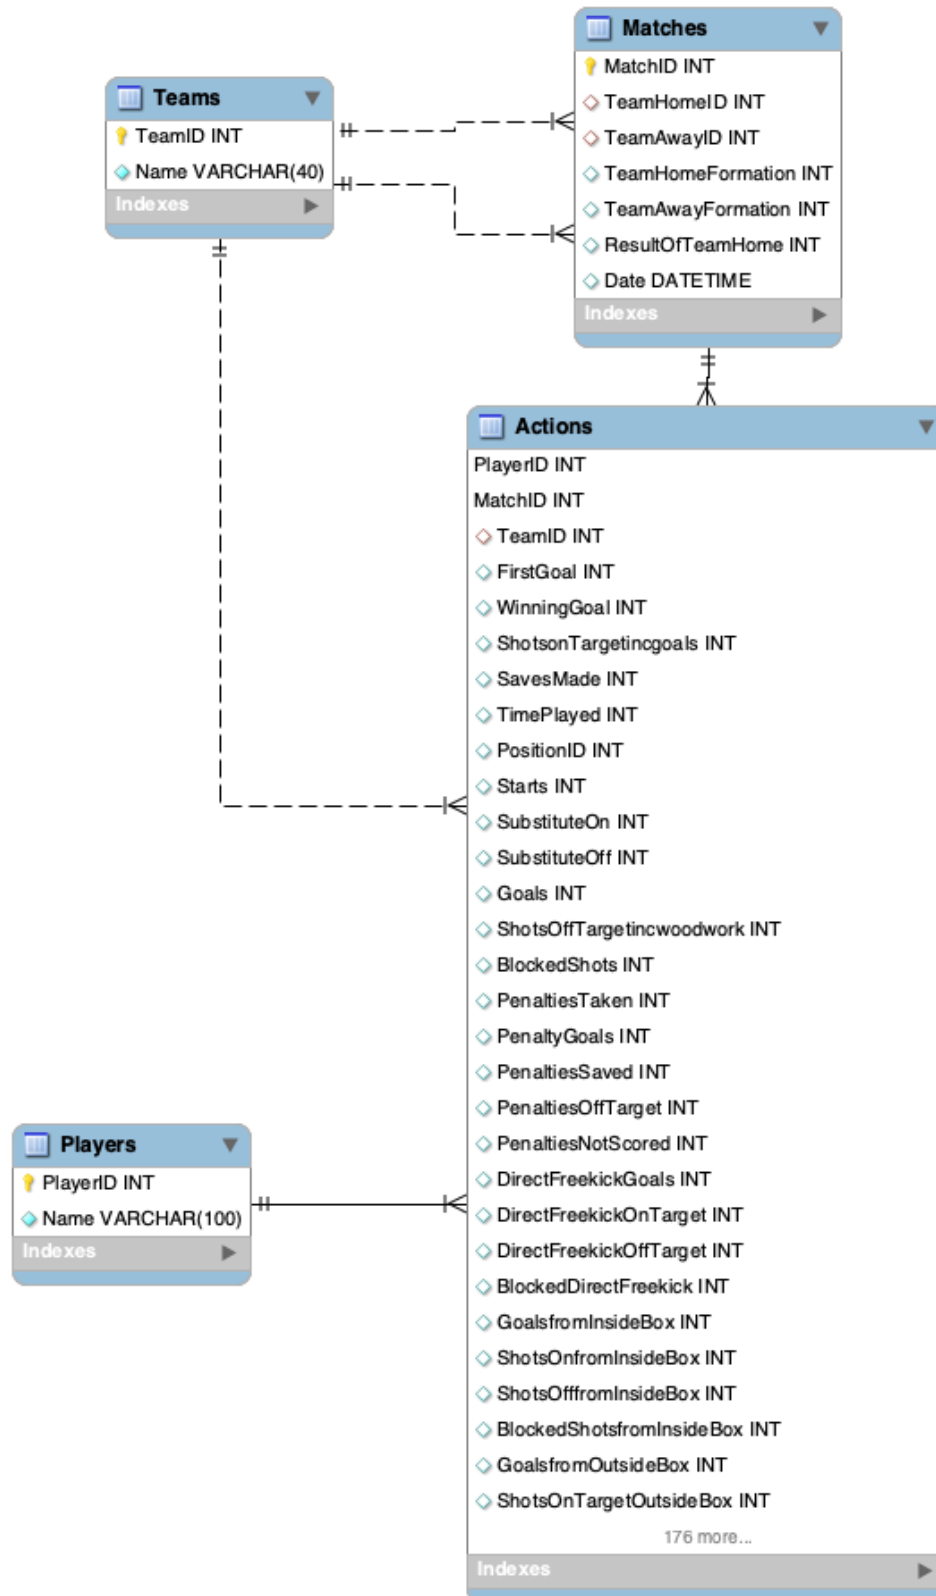 Matches
MatchID INT
TeamHomeID INT
TeamAwayID INT
TeamHomeFormation INT
TeamAwayFormation INT
ResultOfTeamHome INT
Date DATETIME
Indexes
Teams
TeamID INT
Name VARCHAR(40)
Indexes
Actions
PlayerID INT
MatchID INT
TeamID INT
FirstGoal INT
WinningGoal INT
ShotsonTargetincgoals INT
SavesMade INT
TimePlayed INT
PositionID INT
Starts INT
SubstituteOn INT
SubstituteOff INT
Goals INT
ShotsOffTargetincwoodwork INT
BlockedShots INT
PenaltiesTaken INT
PenaltyGoals INT
PenaltiesSaved INT
PenaltiesOffTarget INT
PenaltiesNotScored INT
DirectFreekickGoals INT
DirectFreekickOnTarget INT
DirectFreekickOffTarget INT
BlockedDirectFreekick INT
GoalsfromInsideBox INT
ShotsOnfromInsideBox INT
ShotsOfffromInsideBox INT
BlockedShotsfromInsideBox INT
GoalsfromOutsideBox INT
ShotsOnTargetOutsideBox INT
176 more...
Indexes
Players
PlayerID INT
Name VARCHAR(100)
Indexes